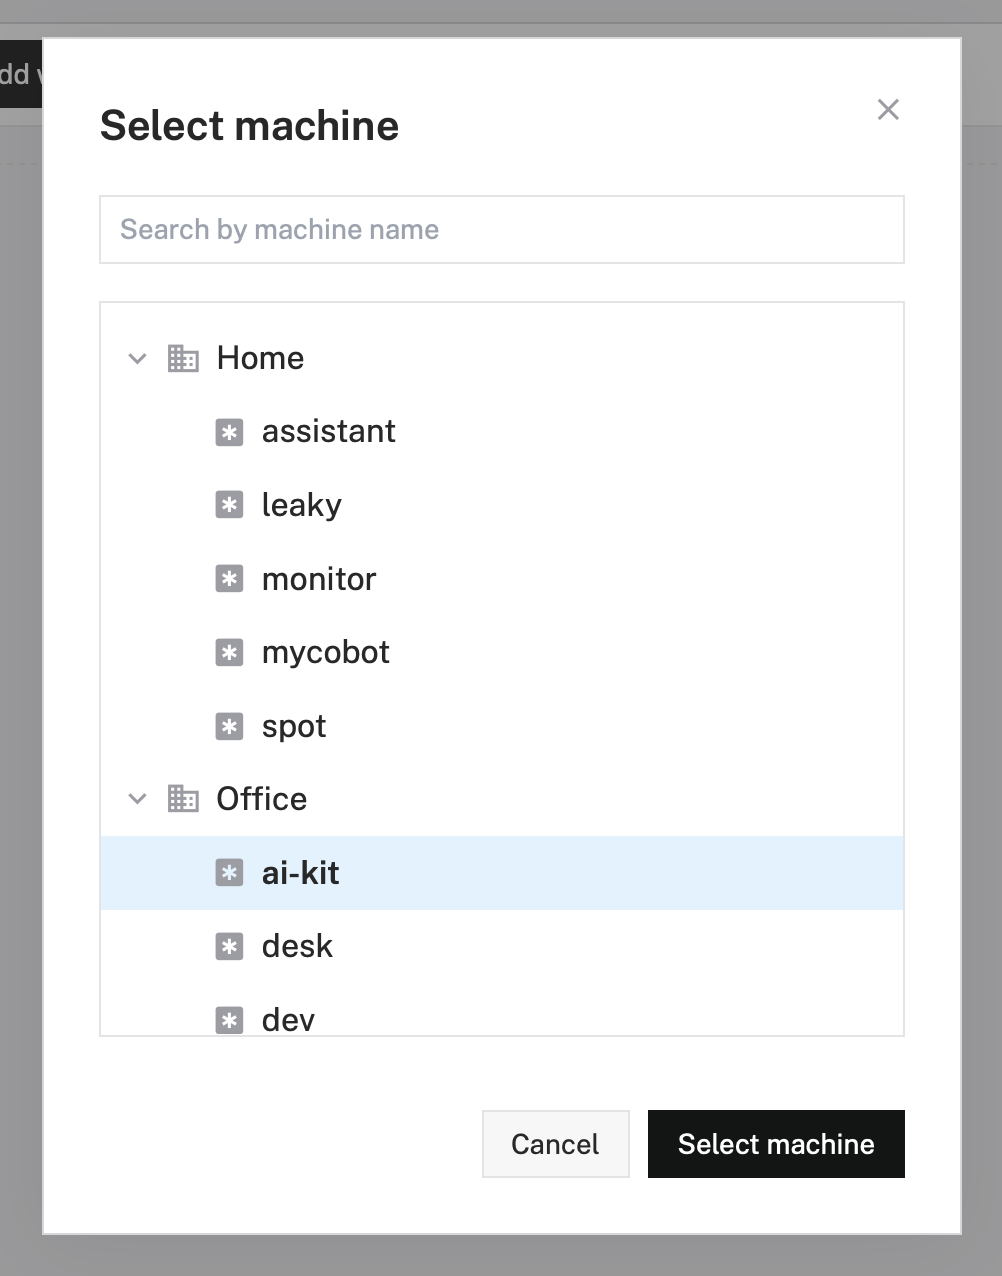 dd
Select machine
Search by machine name
Home
assistant
leaky
monitor
mycobot
spot
Office
ai-kit
desk
dev
Cancel
Select machine